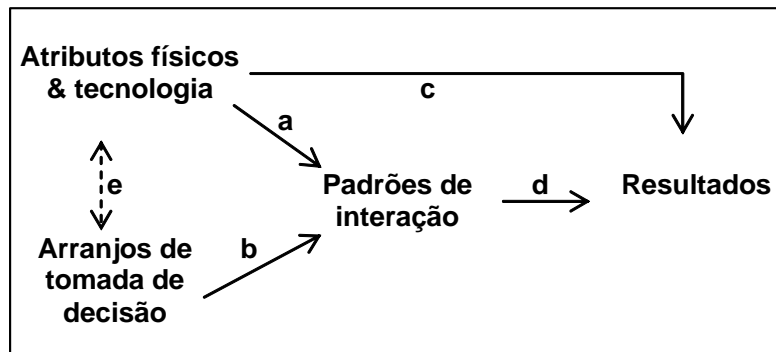 Atributos físicos
& tecnologia
c
a
e
Padrões de
interação
d
Resultados
Arranjos de
tomada de
decisão
b